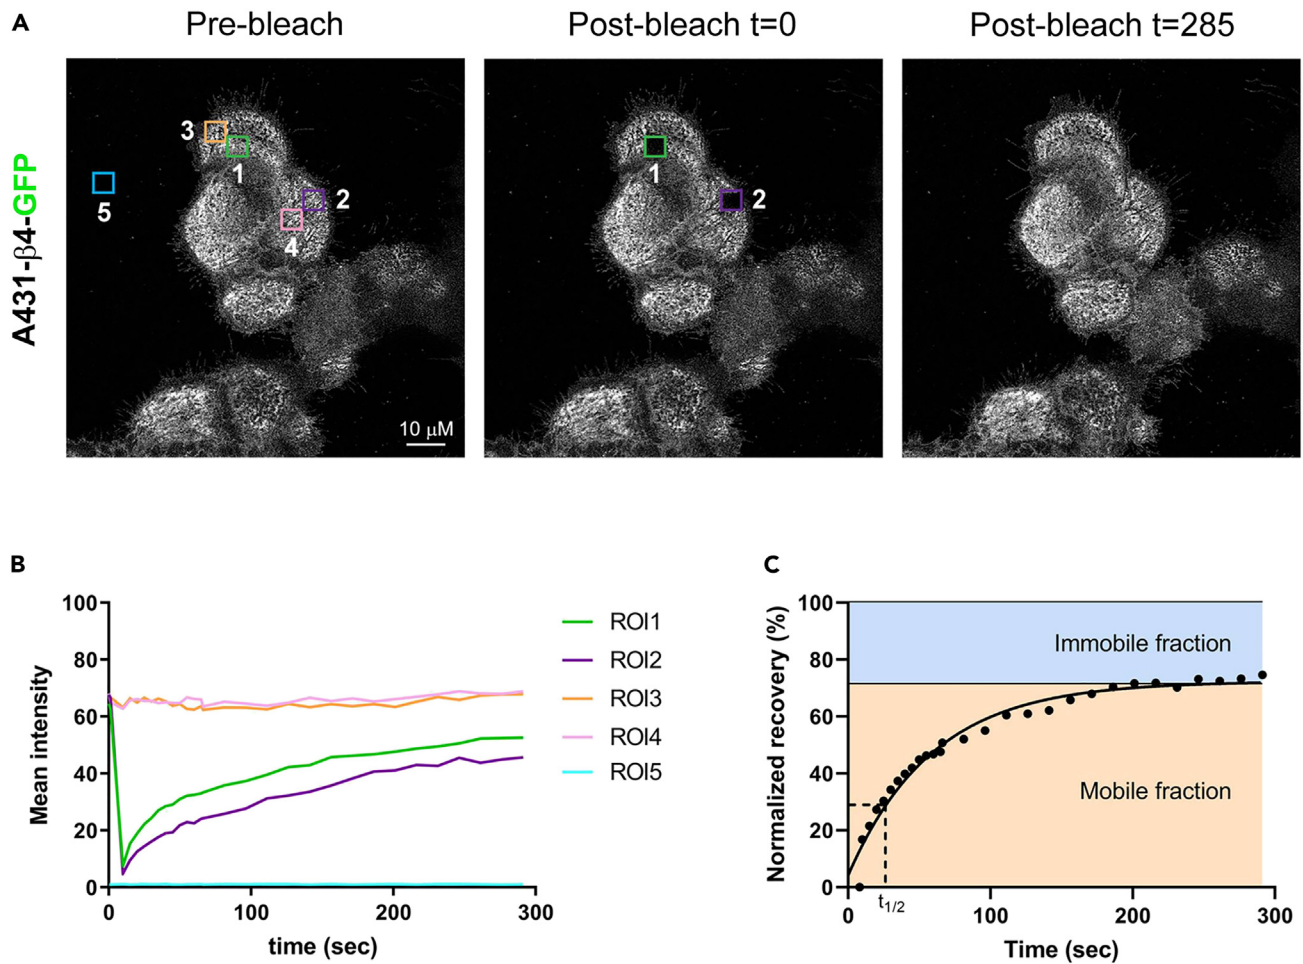 A
Pre-bleach
Post-bleach t=0
Post-bleach t=285
A431-β4-GFP
3
1
2
4
5
10 μM
1
2
B
Mean intensity
100
80
60
40
20
0
0
100
200
300
time (sec)
ROI1
ROI2
ROI3
ROI4
ROI5
C
Normalized recovery (%)
100
80
60
40
20
0
Immobile fraction
Mobile fraction
0
t1/2
100
200
300
Time (sec)